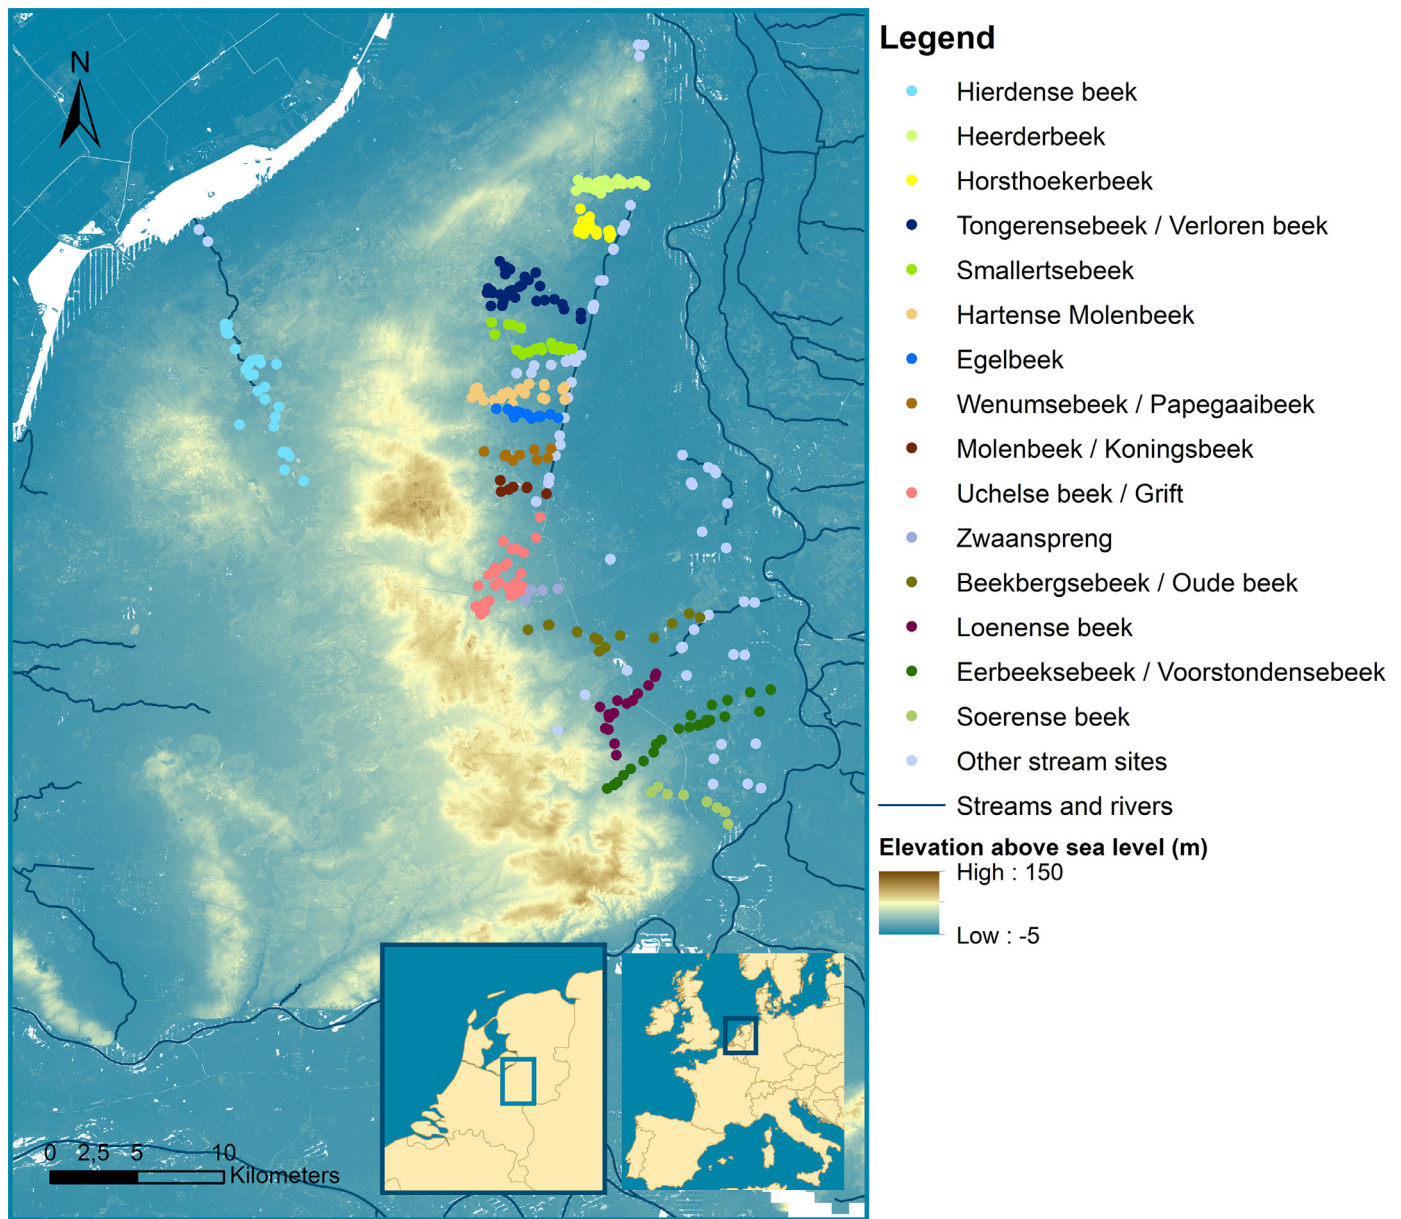 N
Legend
Hierdense beek
Heerderbeek
Horsthoekerbeek
Tongerensebeek / Verloren beek
Smallertsebeek
Hartense Molenbeek
Egelbeek
Wenumsebeek / Papegaaibeek
Molenbeek / Koningsbeek
Uchelse beek / Grift
Zwaanspreng
Beekbergsebeek / Oude beek
Loenense beek
Eerbeeksebeek / Voorstondensebeek
Soerense beek
Other stream sites
Streams and rivers
Elevation above sea level (m)
High : 150
Low : -5
0 2,5 5 10
Kilometers